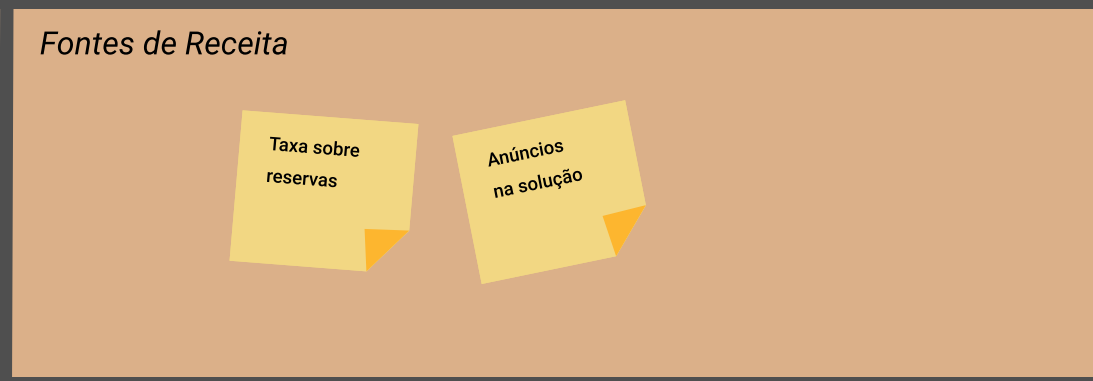 Fontes de Receita
Taxa sobre
reservas
Anúncios
na solução